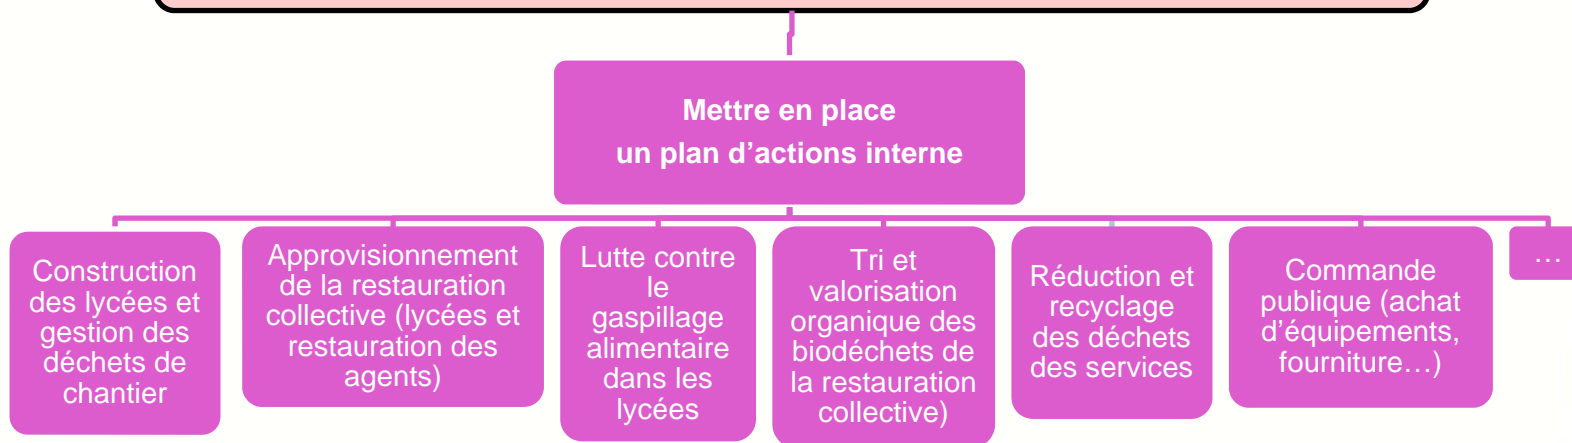 Mettre en place
un plan d’actions interne
Construction
des lycées et
gestion des
déchets de
chantier
Approvisionnement
de la restauration
collective (lycées et
restauration des
agents)
Lutte contre
le
gaspillage
alimentaire
dans les
lycées
Tri et
valorisation
organique des
biodéchets de
la restauration
collective)
Réduction et
recyclage
des déchets
des services
Commande
publique (achat
d’équipements,
fourniture…)
…